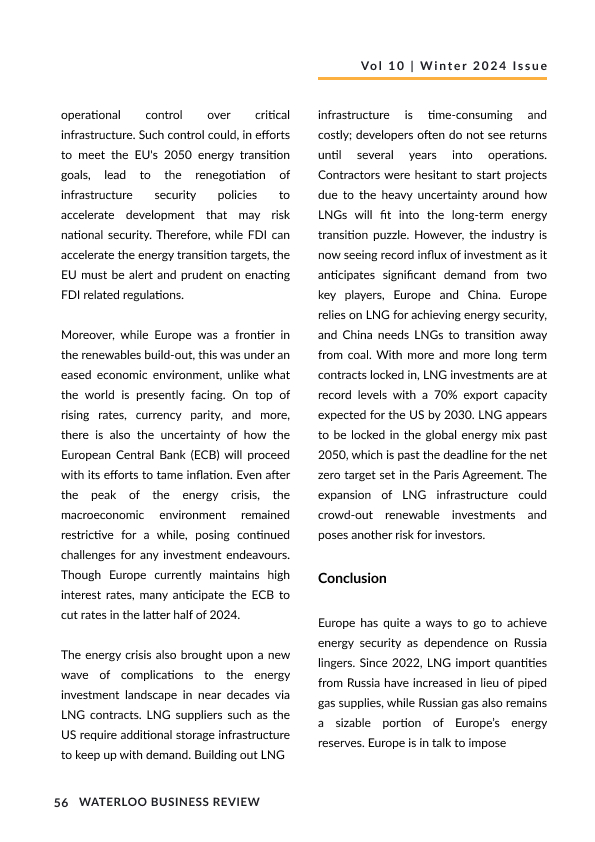 Vol 10 | Winter 2024 Issue
operational control over critical
infrastructure. Such control could, in efforts
to meet the EU's 2050 energy transition
goals, lead to the renegotiation of
infrastructure security policies to
accelerate development that may risk
national security. Therefore, while FDI can
accelerate the energy transition targets, the
EU must be alert and prudent on enacting
FDI related regulations.
Moreover, while Europe was a frontier in
the renewables build-out, this was under an
eased economic environment, unlike what
the world is presently facing. On top of
rising rates, currency parity, and more,
there is also the uncertainty of how the
European Central Bank (ECB) will proceed
with its efforts to tame inflation. Even after
the peak of the energy crisis, the
macroeconomic environment remained
restrictive for a while, posing continued
challenges for any investment endeavours.
Though Europe currently maintains high
interest rates, many anticipate the ECB to
cut rates in the latter half of 2024.
The energy crisis also brought upon a new
wave of complications to the energy
investment landscape in near decades via
LNG contracts. LNG suppliers such as the
US require additional storage infrastructure
to keep up with demand. Building out LNG
infrastructure is time-consuming and
costly; developers often do not see returns
until several years into operations.
Contractors were hesitant to start projects
due to the heavy uncertainty around how
LNGs will fit into the long-term energy
transition puzzle. However, the industry is
now seeing record influx of investment as it
anticipates significant demand from two
key players, Europe and China. Europe
relies on LNG for achieving energy security,
and China needs LNGs to transition away
from coal. With more and more long term
contracts locked in, LNG investments are at
record levels with a 70% export capacity
expected for the US by 2030. LNG appears
to be locked in the global energy mix past
2050, which is past the deadline for the net
zero target set in the Paris Agreement. The
expansion of LNG infrastructure could
crowd-out renewable investments and
poses another risk for investors.
Conclusion
Europe has quite a ways to go to achieve
energy security as dependence on Russia
lingers. Since 2022, LNG import quantities
from Russia have increased in lieu of piped
gas supplies, while Russian gas also remains
a sizable portion of Europe's energy
reserves. Europe is in talk to impose
56 WATERLOO BUSINESS REVIEW